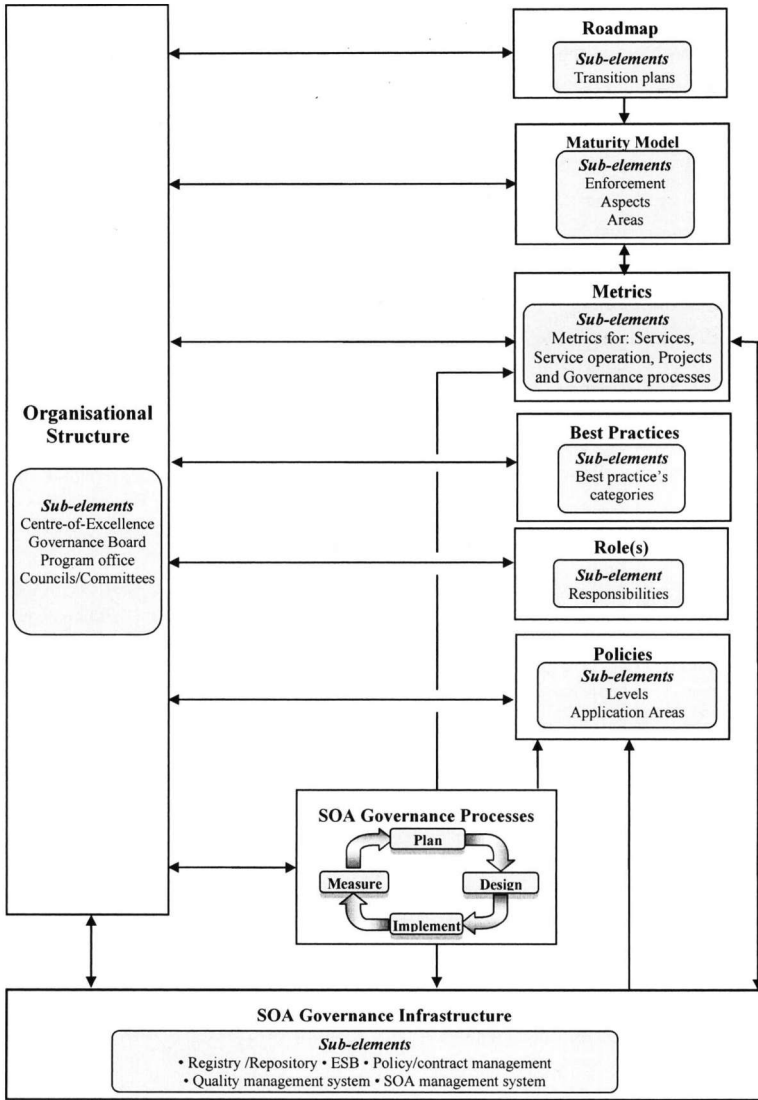 Roadmap
Sub-elements
Transition plans
Maturity Model
Sub-elements
Enforcement
Aspects
Areas
Metrics
Sub-elements
Metrics for: Services,
Service operation, Projects
and Governance processes
Organisational
Structure
Sub-elements
Centre-of-Excellence
Governance Board
Program office
Councils/Committees
Best Practices
Sub-elements
Best practice's
categories
Role(s)
Sub-element
Responsibilities
Policies
Sub-elements
Levels
Application Areas
SOA Governance Processes
Plan
Measure
Design
Implement
SOA Governance Infrastructure
Sub-elements
• Registry /Repository • ESB • Policy/contract management
• Quality management system • SOA management system